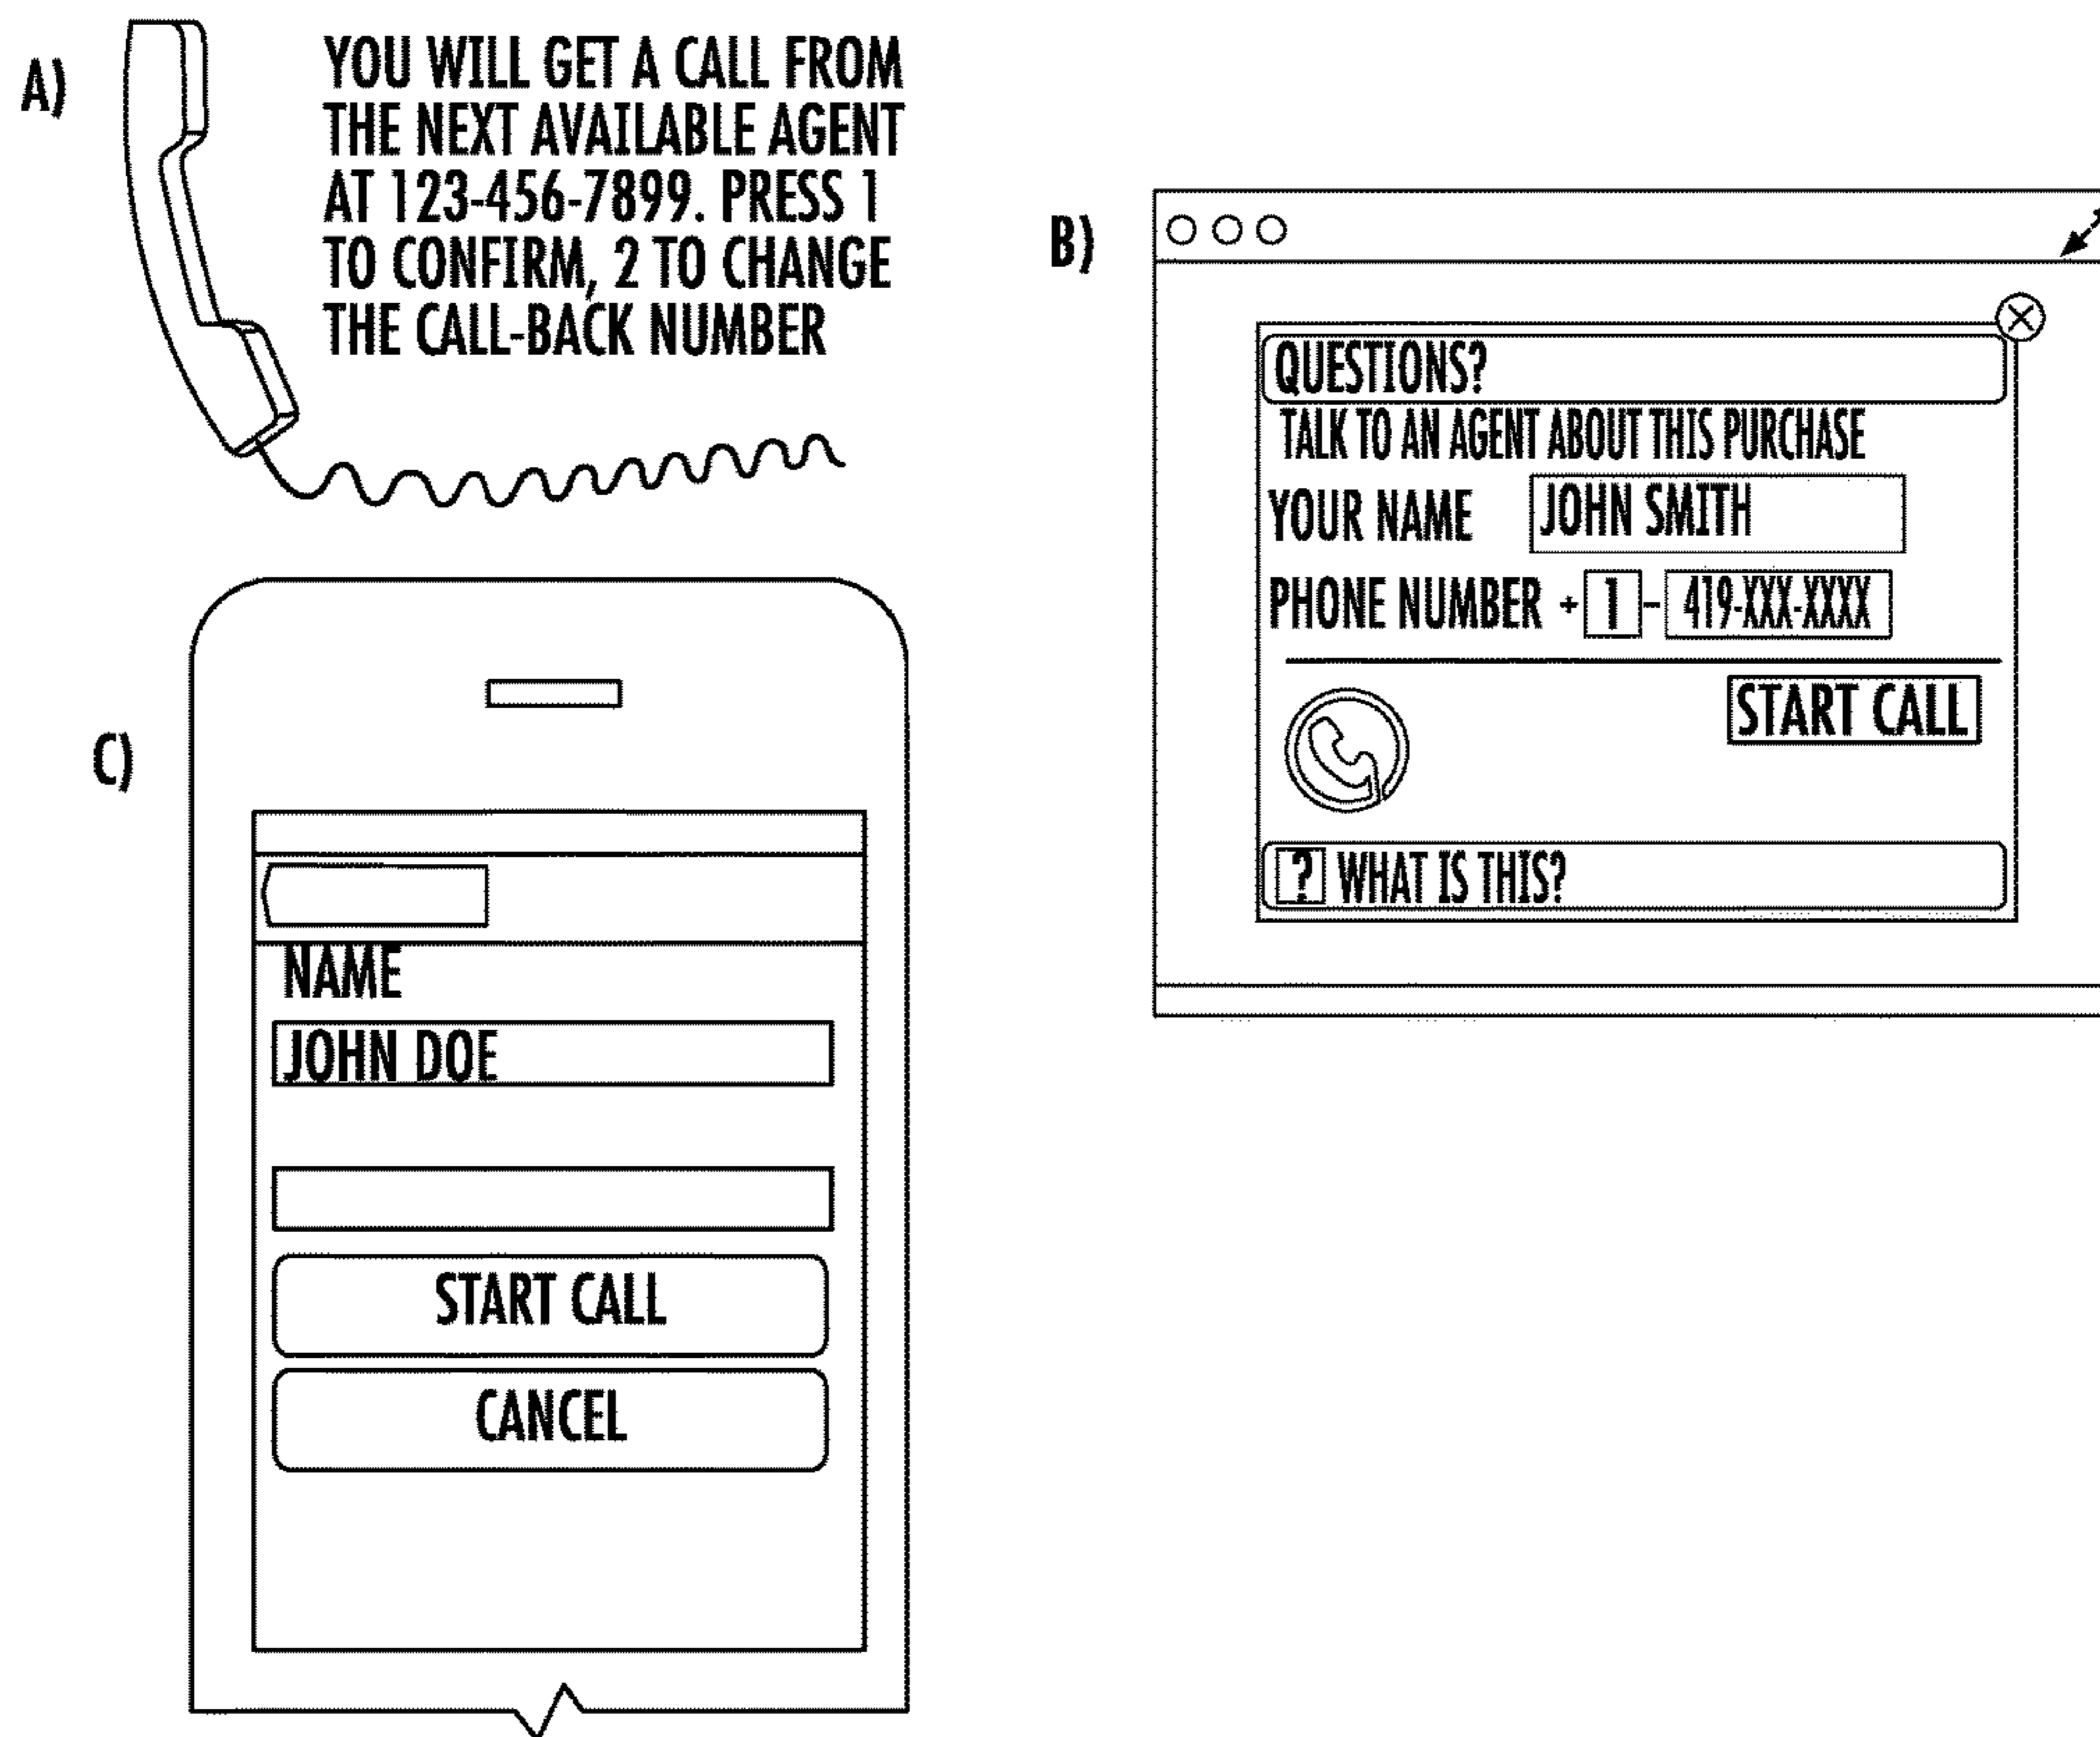 A)
YOU WILL GET A CALL FROM
THE NEXT AVAILABLE AGENT
AT 123-456-7899. PRESS 1
TO CONFIRM, 2 TO CHANGE
THE CALL-BACK NUMBER
B)
QUESTIONS?
TALK TO AN AGENT ABOUT THIS PURCHASE
YOUR NAME JOHN SMITH
PHONE NUMBER + 1 - 419-XXX-XXXX
START CALL
? WHAT IS THIS?
C)
NAME
JOHN DOE
START CALL
CANCEL